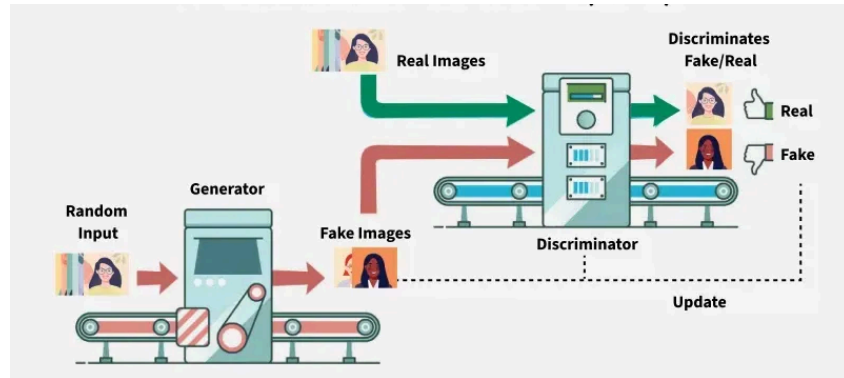 Real Images
Discriminates
Fake/Real
Real
Fake
Generator
Random
Input
Fake Images
Discriminator
Update